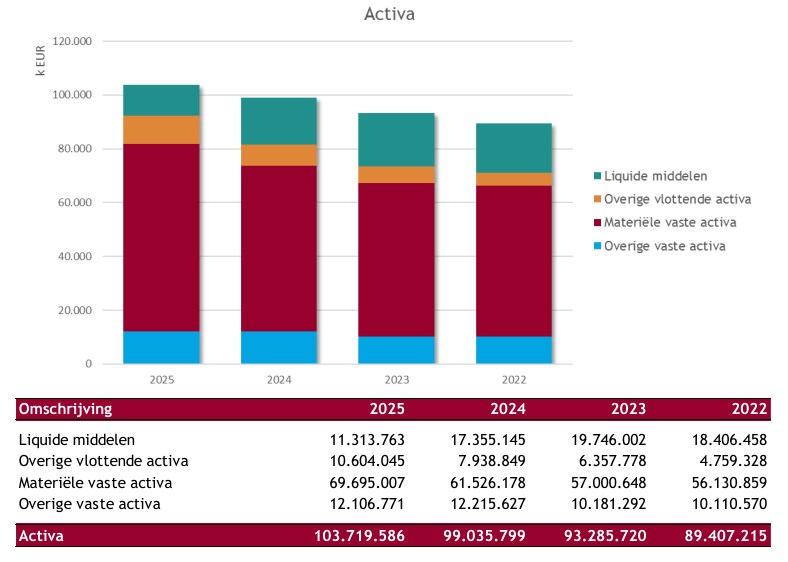 Activa
k EUR
120.000
100.000
80.000
60.000
40.000
20.000
0
2025 2024 2023 2022
Liquide middelen
Overige vlottende activa
Materiële vaste activa
Overige vaste activa
Omschrijving 2025 2024 2023 2022
Liquide middelen 11.313.763 17.355.145 19.746.002 18.406.458
Overige vlottende activa 10.604.045 7.938.849 6.357.778 4.759.328
Materiële vaste activa 69.695.007 61.526.178 57.000.648 56.130.859
Overige vaste activa 12.106.771 12.215.627 10.181.292 10.110.570
Activa 103.719.586 99.035.799 93.285.720 89.407.215